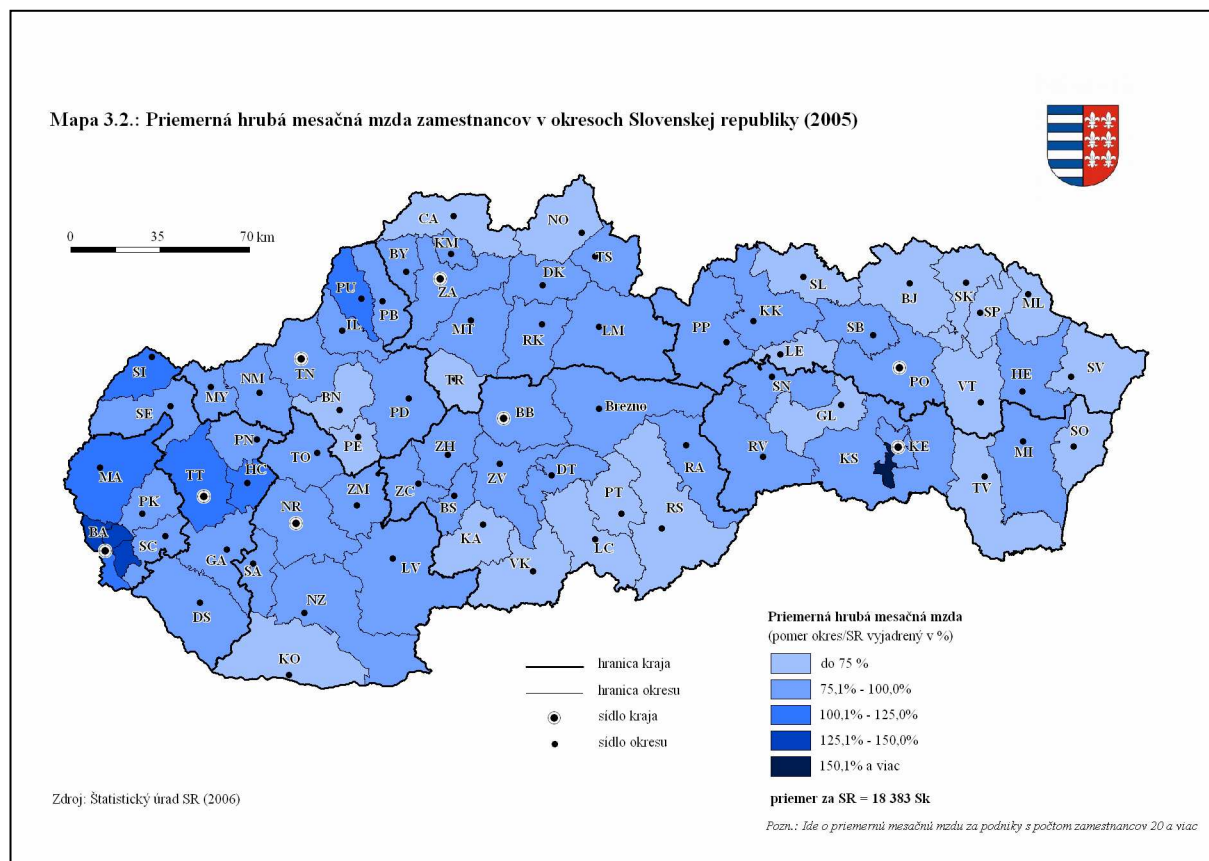 Mapa 3.2.: Priemerná hrubá mesačná mzda zamestnancov v okresoch Slovenskej republiky (2005)
0 35 70 km
CA
NO
KM
BY
TS
DK
ZA
PU
PB
IL
MT
RK
LM
SL
BJ
SK
SP
ML
KK
SB
PP
LE
PO
VT
HE
SV
SI
MY
NM
TN
BN
TR
PD
BB
Brezno
SN
GL
SE
PN
TO
PE
ZH
ZV
DT
RA
RV
KS
KE
MI
SO
TV
MA
TT
HC
ZM
ZC
BS
PT
RS
PK
NR
KA
LC
BA
SC
GA
SA
LV
VK
DS
NZ
KO
hranica kraja
hranica okresu
sídlo kraja
sídlo okresu
Priemerná hrubá mesačná mzda
(pomer okres/SR vyjadrený v %)
do 75 %
75,1% - 100,0%
100,1% - 125,0%
125,1% - 150,0%
150,1% a viac
priemer za SR = 18 383 Sk
Zdroj: Štatistický úrad SR (2006)
Pozn.: Ide o priemernú mesačnú mzdu za podniky s počtom zamestnancov 20 a viac